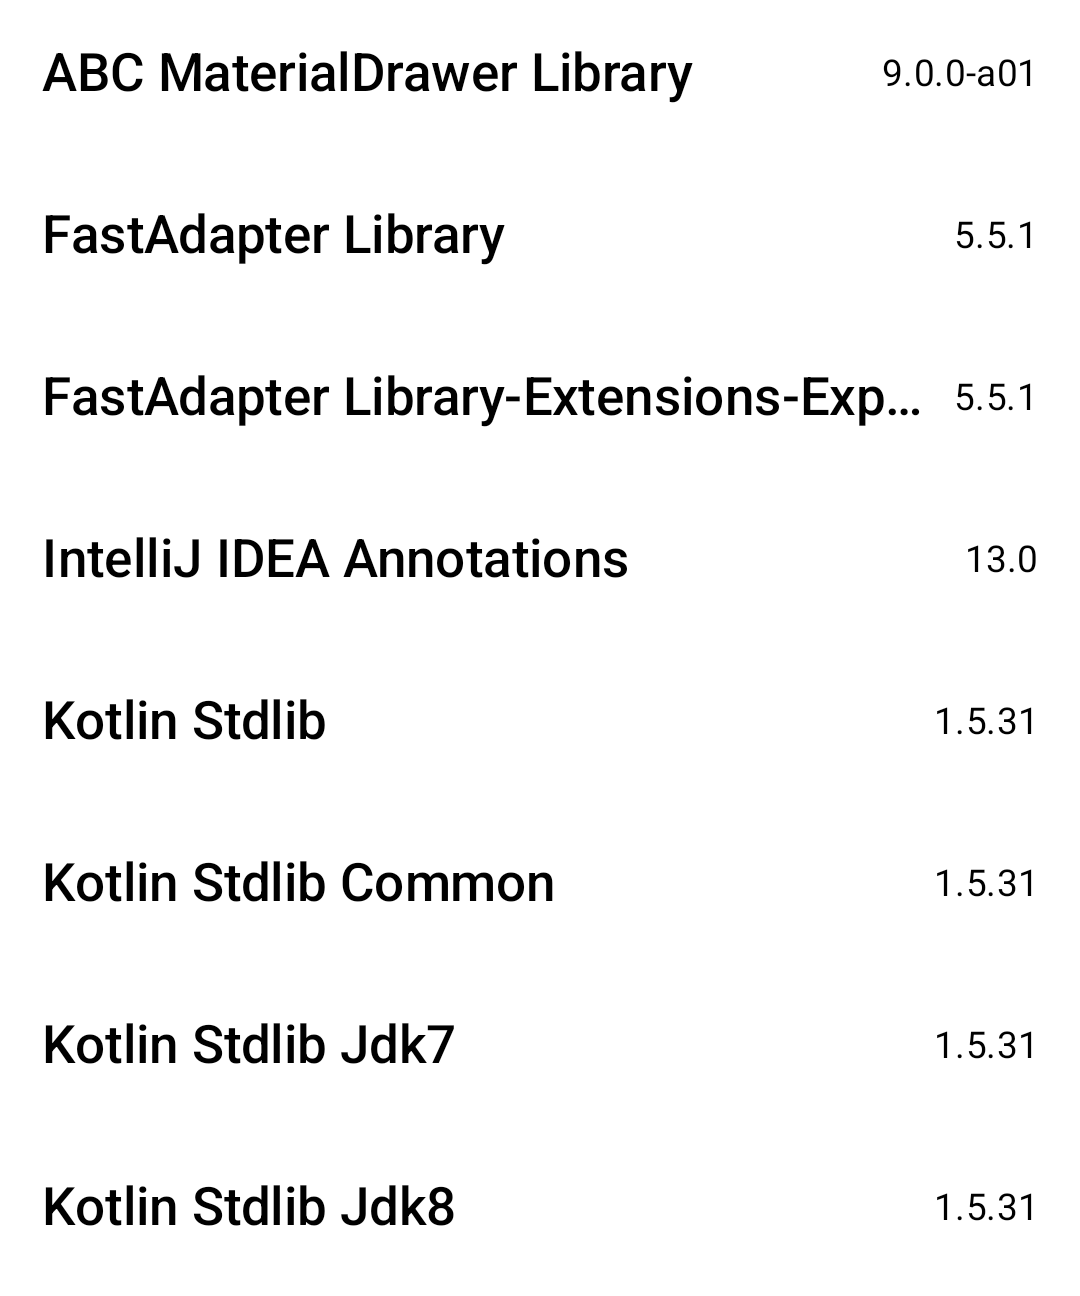 ABC MaterialDrawer Library 9.0.0-a01
FastAdapter Library 5.5.1
FastAdapter Library-Extensions-Exp... 5.5.1
IntelliJ IDEA Annotations 13.0
Kotlin Stdlib 1.5.31
Kotlin Stdlib Common 1.5.31
Kotlin Stdlib Jdk7 1.5.31
Kotlin Stdlib Jdk8 1.5.31